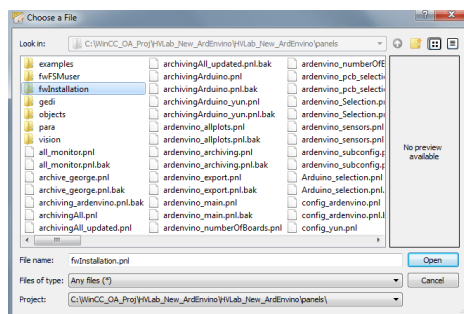 Choose a File
Look in: C:\WinCC_OA_Proj\HVLab_New_ArdEnvino\HVLab_New_ArdEnvino\panels
examples
fwFSMuser
fwInstallation
gedi
objects
para
vision
all_monitor.pnl
all_monitor.pnl.bak
archive_george.pnl
archive_george.pnl.bak
archiving_ardenvino.pnl.bak
archivingAll.pnl
archivingAll_updated.pnl
archivingAll_updated.pnl.bak
archivingArduino.pnl
archivingArduino.pnl.bak
archivingArduino_yun.pnl
ardenvino_allplots.pnl
ardenvino_allplots.pnl.bak
ardenvino_archiving.pnl
ardenvino_archiving.pnl.bak
ardenvino_export.pnl
ardenvino_export.pnl.bak
ardenvino_main.pnl
ardenvino_main.pnl.bak
ardenvino_numberOfBoards.pnl
ardenvino_numberOfB
ardenvino_pcb_selectio
ardenvino_pcb_selectio
ardenvino_Selection.pn
ardenvino_Selection.pn
ardenvino_sensors.pnl
ardenvino_sensors.pnl
ardenvino_subconfig.p
ardenvino_subconfig.p
Arduino_selection.pnl
Arduino_selection.pnl.
config_ardenvino.pnl
config_ardenvino.pnl.l
config_yun.pnl
No preview
available
File name: fwInstallation.pnl
Open
Files of type: Any files (*)
Cancel
Project: C:\WinCC_OA_Proj\HVLab_New_ArdEnvino\HVLab_New_ArdEnvino\panels\